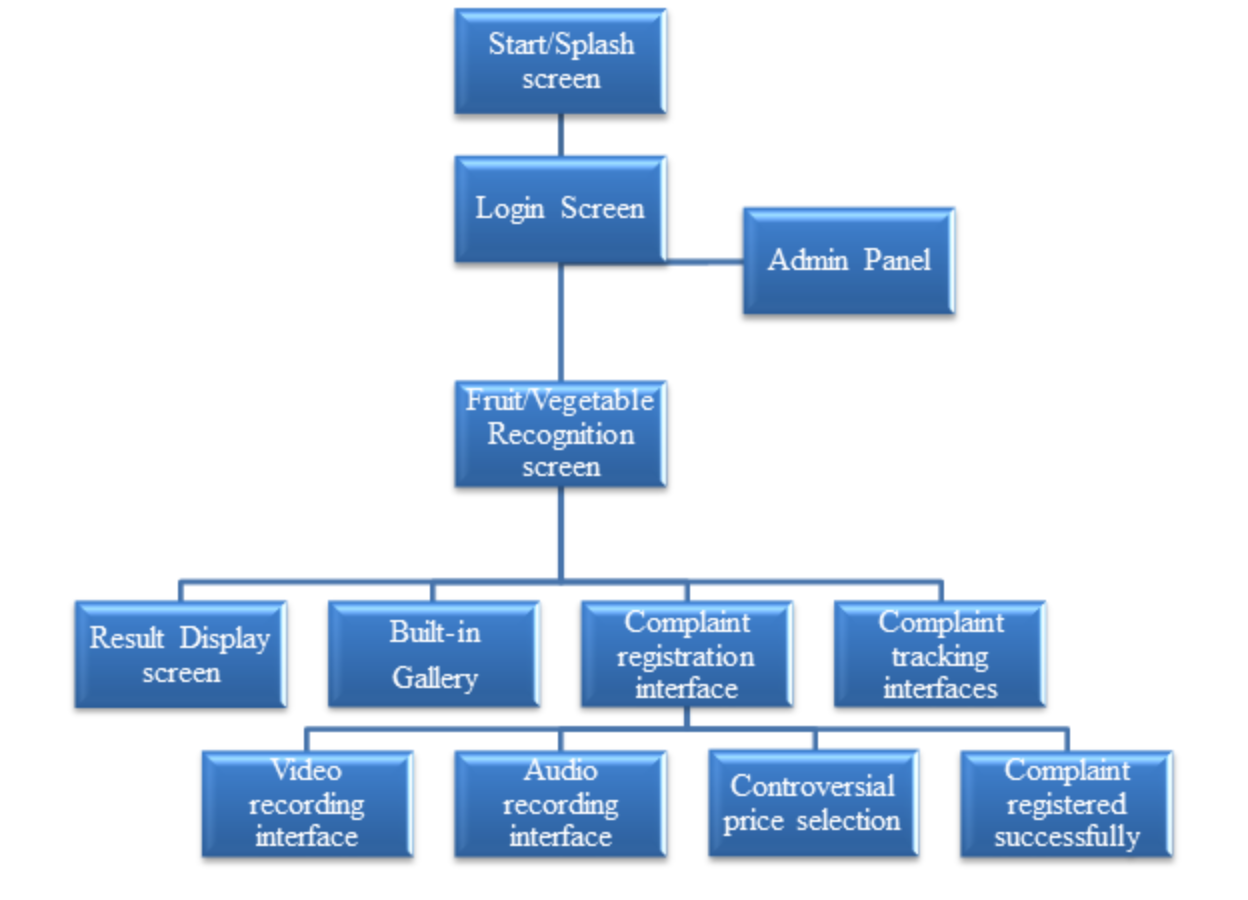 Start/Splash
screen
Login Screen
Admin Panel
Fruit/Vegetable
Recognition
screen
Result Display
screen
Built-in
Gallery
Complaint
registration
interface
Complaint
tracking
interfaces
Video
recording
interface
Audio
recording
interface
Controversial
price selection
Complaint
registered
successfully